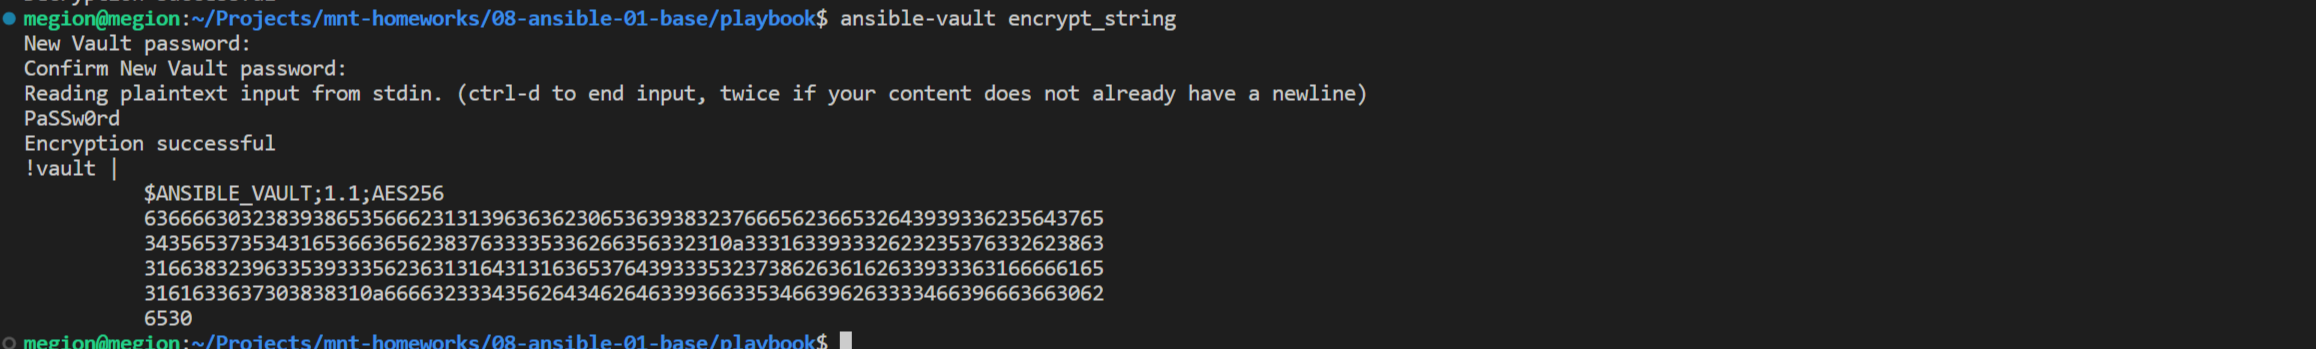 megion@megion:~/Projects/mnt-homeworks/08-ansible-01-base/playbook$ ansible-vault encrypt_string
New Vault password:
Confirm New Vault password:
Reading plaintext input from stdin. (ctrl-d to end input, twice if your content does not already have a newline)
PaSSw0rd
Encryption successful
!vault |
$ANSIBLE_VAULT;1.1;AES256
63666630323839386535666231313963636230653639383237666562366532643939336235643765
3435653735343165366365623837633335336266356332310a333163393332623235376332623863
31663832396335393335623631316431316365376439333532373862636162633933363166666165
3161633637303838310a666632333435626434626463393663353466396263333466396663663062
6530
megion@megion:~/Projects/mnt-homeworks/08-ansible-01-base/playbook$